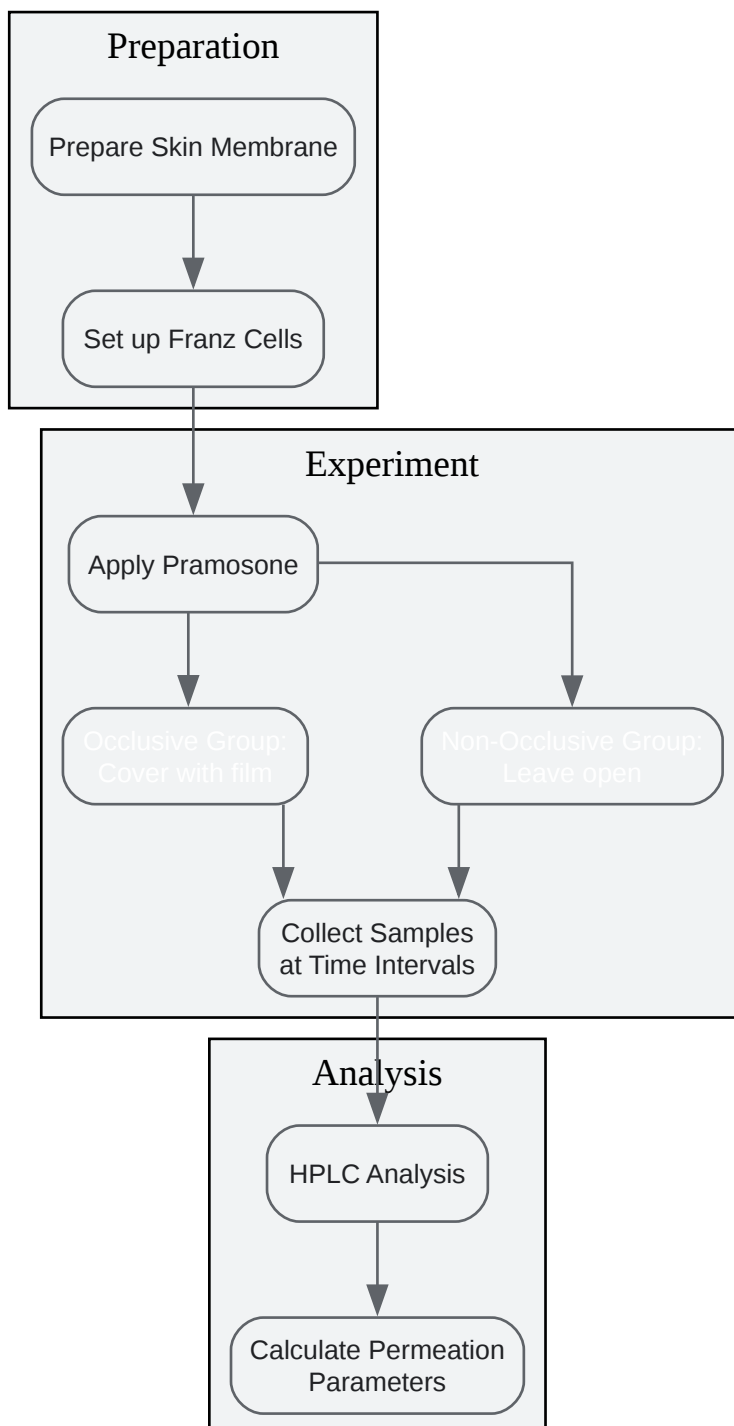 Preparation
Prepare Skin Membrane
Set up Franz Cells
Experiment
Apply Pramosone
Occlusive Group:
Cover with film
Non-Occlusive Group:
Leave open
Collect Samples
at Time Intervals
Analysis
HPLC Analysis
Calculate Permeation
Parameters